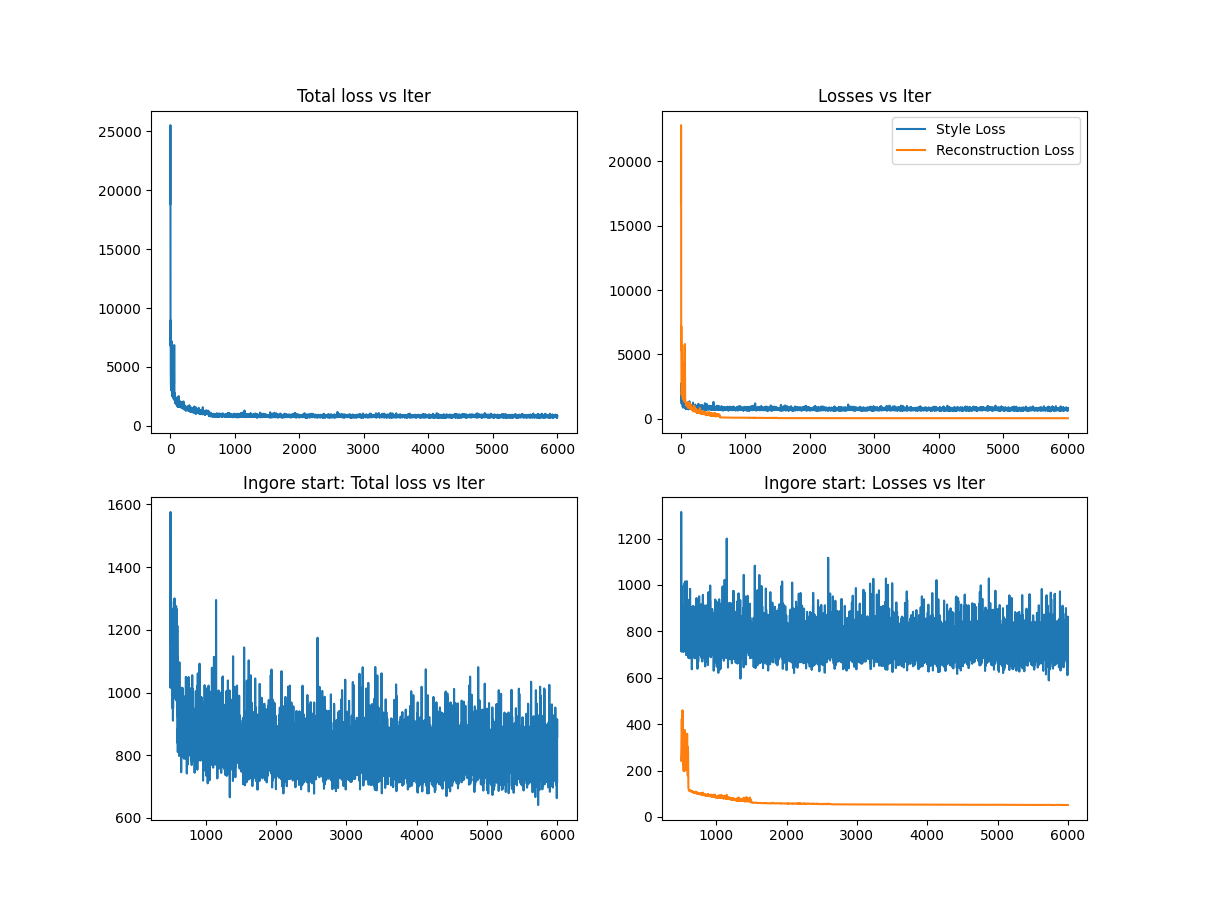 Total loss vs Iter
25000
20000
15000
10000
5000
0
0 1000 2000 3000 4000 5000 6000
Losses vs Iter
Style Loss
Reconstruction Loss
20000
15000
10000
5000
0
0 1000 2000 3000 4000 5000 6000
Ingore start: Total loss vs Iter
1600
1400
1200
1000
800
600
1000 2000 3000 4000 5000 6000
Ingore start: Losses vs Iter
1200
1000
800
600
400
200
0
1000 2000 3000 4000 5000 6000